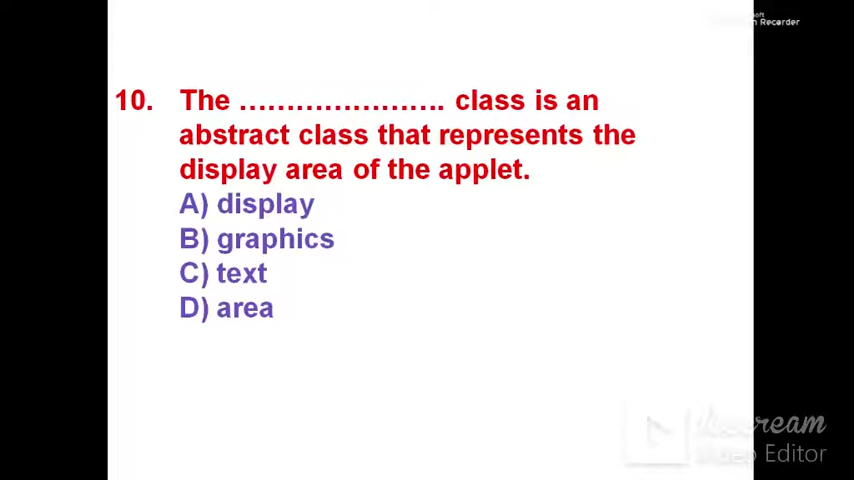 Recorder
10. The ........................ class is an
abstract class that represents the
display area of the applet.
A) display
B) graphics
C) text
D) area
Editor